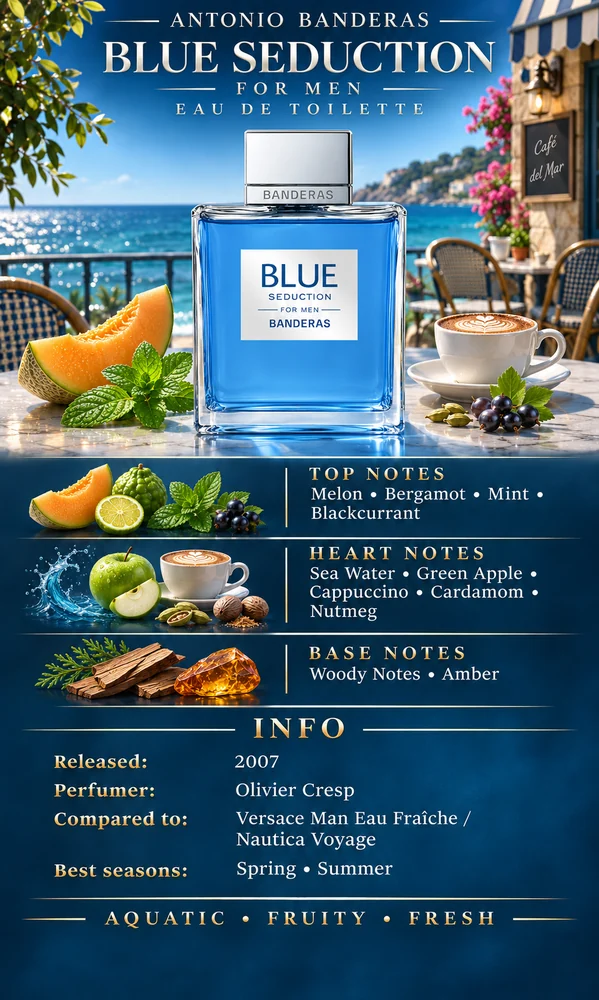 ANTONIO BANDERAS
BLUE SEDUCTION
FOR MEN
EAU DE TOILETTE
Café
del Mar
BANDERAS
BLUE
SEDUCTION
FOR MEN
BANDERAS
TOP NOTES
Melon • Bergamot • Mint •
Blackcurrant
HEART NOTES
Sea Water • Green Apple •
Cappuccino • Cardamom •
Nutmeg
BASE NOTES
Woody Notes • Amber
INFO
Released: 2007
Perfumer: Olivier Cresp
Compared to: Versace Man Eau Fraîche /
Nautica Voyage
Best seasons: Spring • Summer
AQUATIC • FRUITY • FRESH